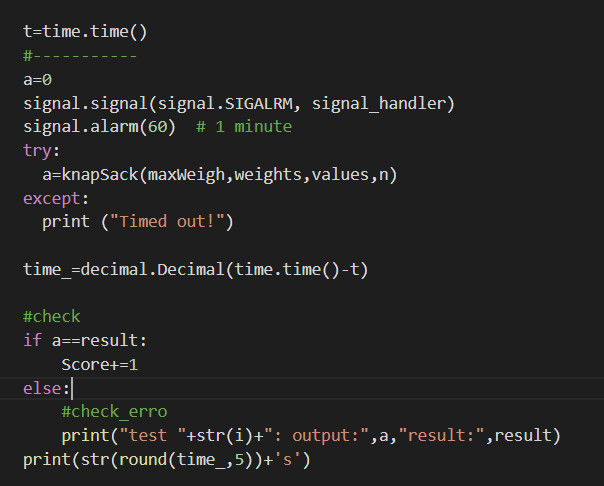 t=time.time()
#-----------
a=0
signal.signal(signal.SIGALRM, signal_handler)
signal.alarm(60)  # 1 minute
try:
  a=knapSack(maxWeigh,weights,values,n)
except:
  print ("Timed out!")
time_=decimal.Decimal(time.time()-t)
#check
if a==result:
    Score+=1
else:
    #check_erro
    print("test "+str(i)+": output:",a,"result:",result)
print(str(round(time_,5))+'s')